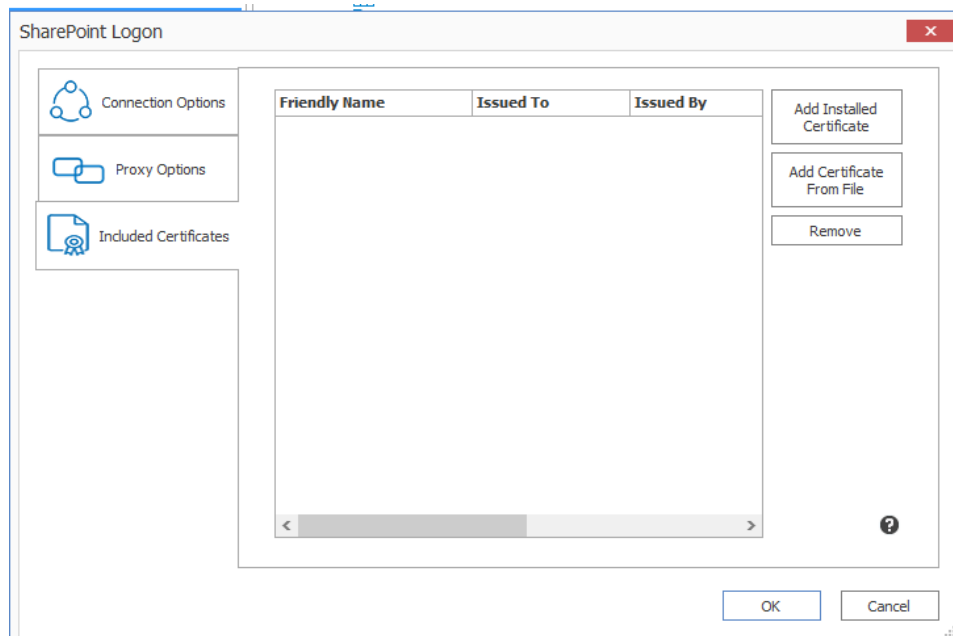 SharePoint Logon
Connection Options
Proxy Options
Included Certificates
Friendly Name Issued To Issued By
Add Installed
Certificate
Add Certificate
From File
Remove
OK Cancel